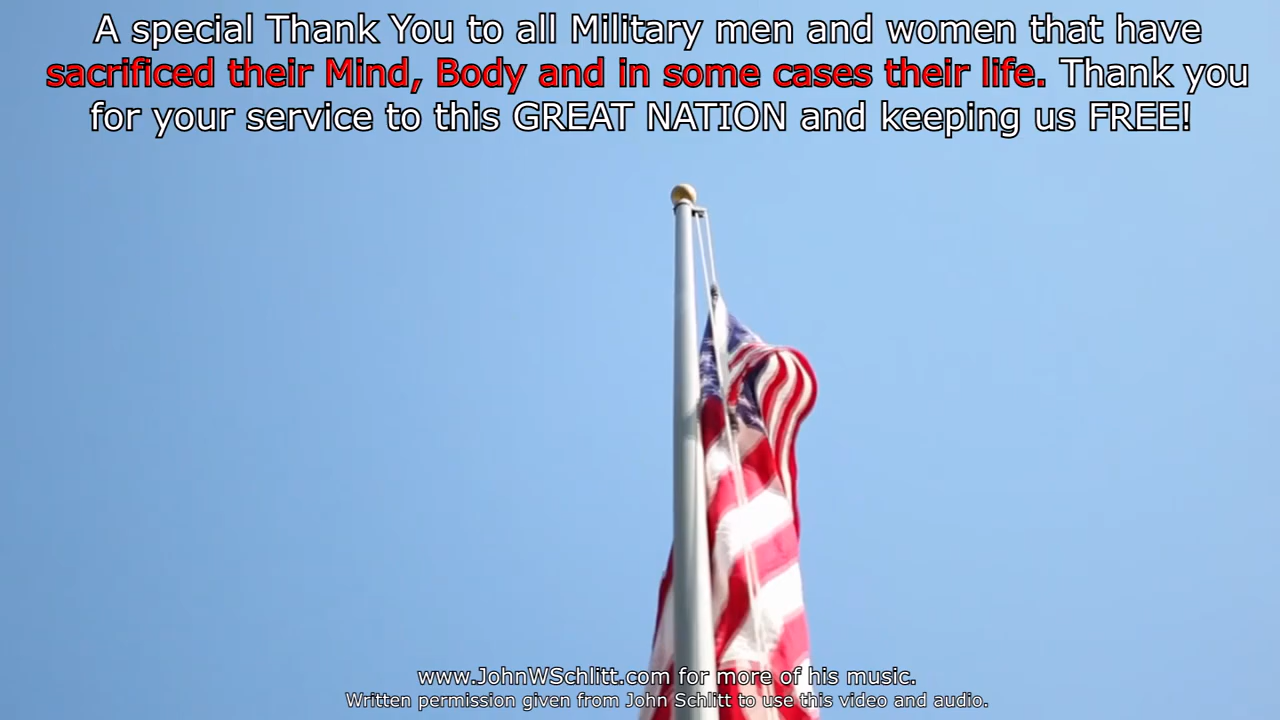 A special Thank You to all Military men and women that have
sacrificed their Mind, Body and in some cases their life. Thank you
for your service to this GREAT NATION and keeping us FREE!
www.JohnWSchlitt.com for more of his music.
Written permission given from John Schlitt to use this video and audio.